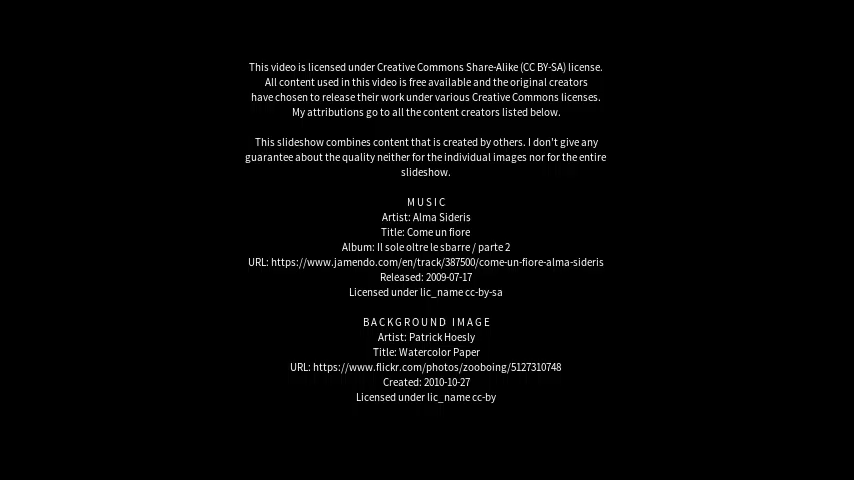 This video is licensed under Creative Commons Share-Alike (CC BY-SA) license.
All content used in this video is free available and the original creators
have chosen to release their work under various Creative Commons licenses.
My attributions go to all the content creators listed below.
This slideshow combines content that is created by others. I don't give any
guarantee about the quality neither for the individual images nor for the entire
slideshow.
MUSIC
Artist: Alma Sideris
Title: Come un fiore
Album: Il sole oltre le sbarre / parte 2
URL: https://www.jamendo.com/en/track/387500/come-un-fiore-alma-sideris
Released: 2009-07-17
Licensed under lic_name cc-by-sa
BACKGROUND IMAGE
Artist: Patrick Hoesly
Title: Watercolor Paper
URL: https://www.flickr.com/photos/zooboing/5127310748
Created: 2010-10-27
Licensed under lic_name cc-by